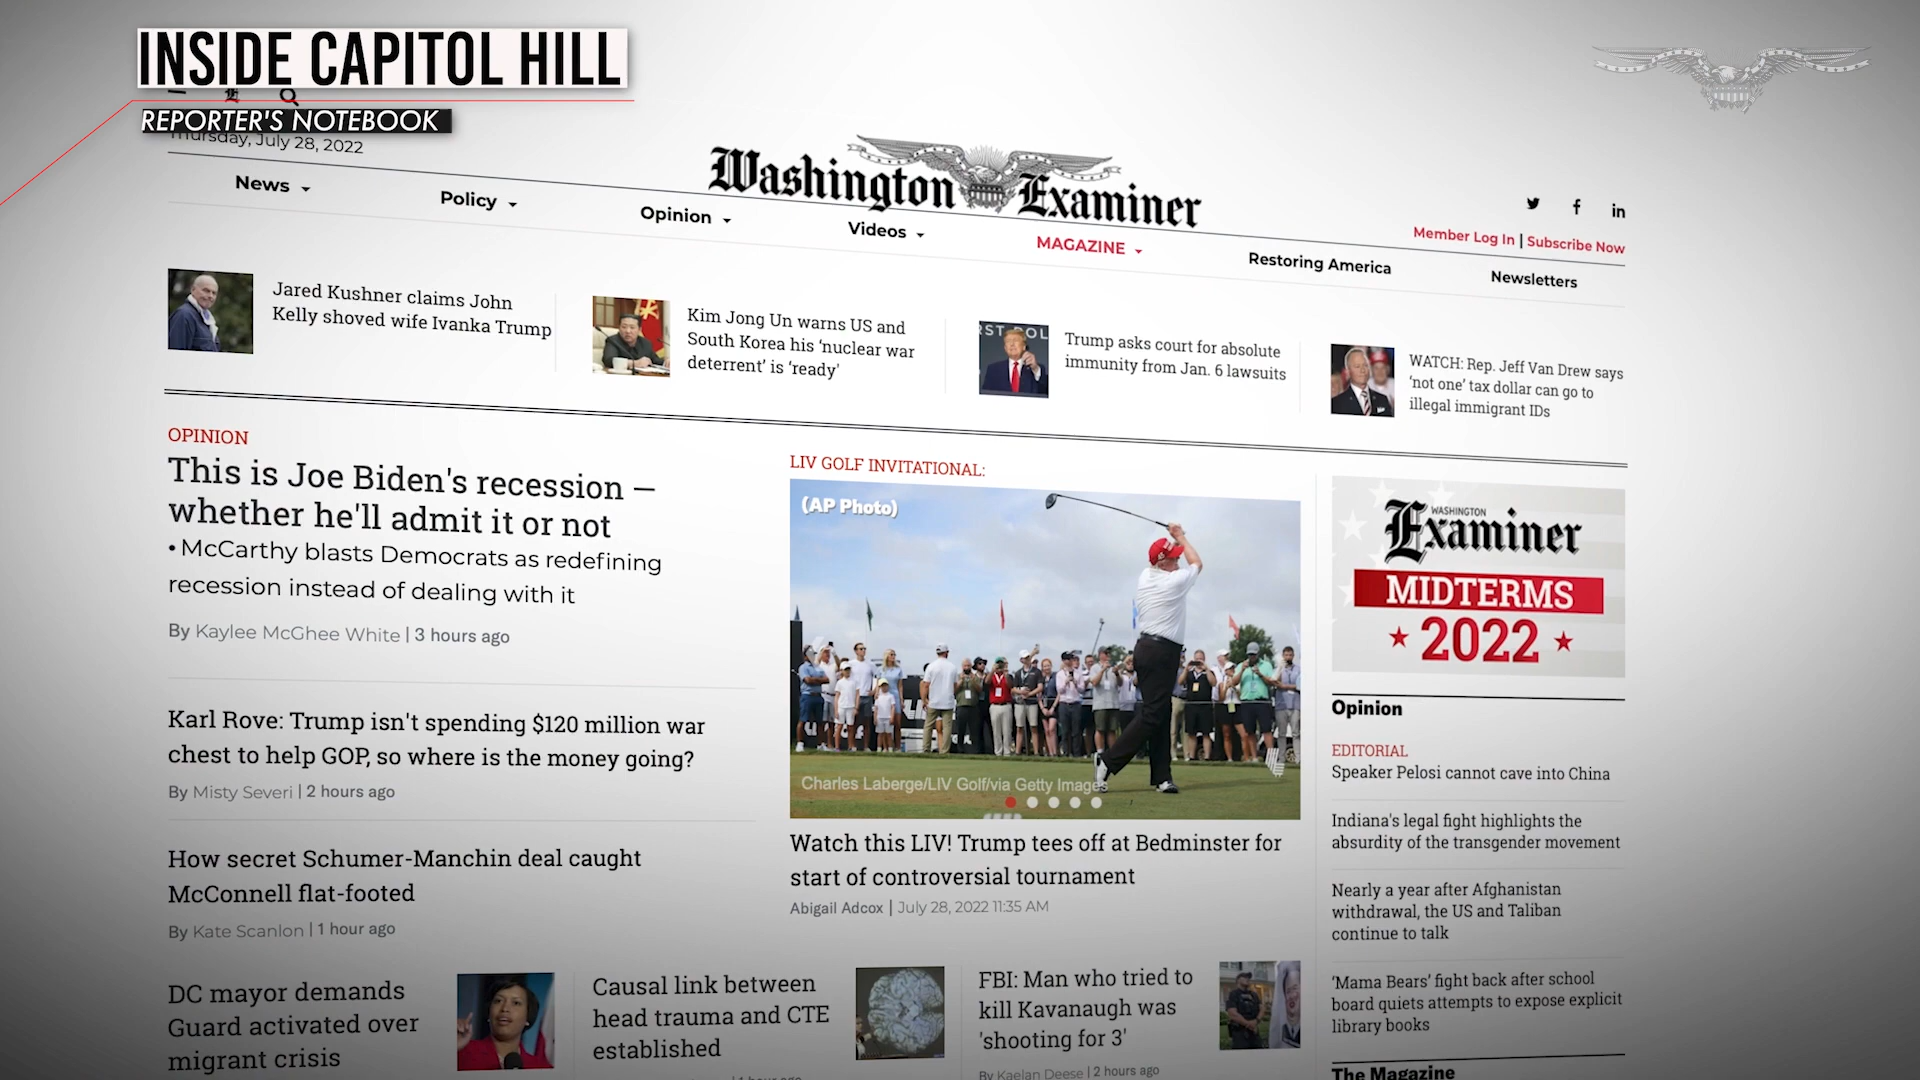 INSIDE CAPITOL HILL
REPORTER'S NOTEBOOK
Thursday, July 28, 2022
Washington Examiner
News
Policy
Opinion
Videos
MAGAZINE
Restoring America
Newsletters
Member Log In | Subscribe Now
Jared Kushner claims John
Kelly shoved wife Ivanka Trump
Kim Jong Un warns US and
South Korea his ‘nuclear war
deterrent’ is ‘ready’
RST POL
Trump asks court for absolute
immunity from Jan. 6 lawsuits
WATCH: Rep. Jeff Van Drew says
‘not one’ tax dollar can go to
illegal immigrant IDs
OPINION
This is Joe Biden's recession —
whether he'll admit it or not
• McCarthy blasts Democrats as redefining
recession instead of dealing with it
By Kaylee McGhee White | 3 hours ago
Karl Rove: Trump isn't spending $120 million war
chest to help GOP, so where is the money going?
By Misty Severi | 2 hours ago
How secret Schumer-Manchin deal caught
McConnell flat-footed
By Kate Scanlon | 1 hour ago
DC mayor demands
Guard activated over
migrant crisis
LIV GOLF INVITATIONAL:
(AP Photo)
Charles Laberge/LIV Golf/via Getty Images
Watch this LIV! Trump tees off at Bedminster for
start of controversial tournament
Abigail Adcox | July 28, 2022 11:35 AM
Causal link between
head trauma and CTE
established
1 hour ago
FBI: Man who tried to
kill Kavanaugh was
'shooting for 3'
By Kaelan Deese | 2 hours ago
WASHINGTON
Examiner
MIDTERMS
2022
Opinion
EDITORIAL
Speaker Pelosi cannot cave into China
Indiana's legal fight highlights the
absurdity of the transgender movement
Nearly a year after Afghanistan
withdrawal, the US and Taliban
continue to talk
‘Mama Bears’ fight back after school
board quiets attempts to expose explicit
library books
The Magazine